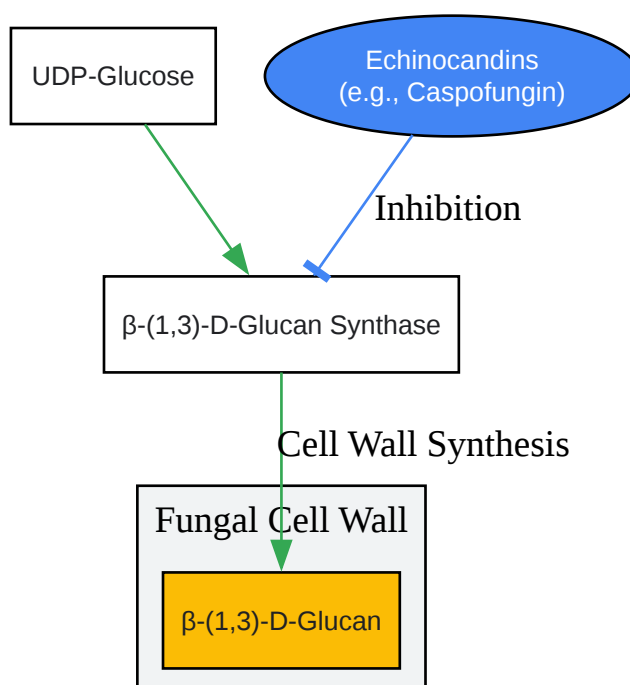 UDP-Glucose
Echinocandins
(e.g., Caspofungin)
Inhibition
β-(1,3)-D-Glucan Synthase
Cell Wall Synthesis
Fungal Cell Wall
β-(1,3)-D-Glucan